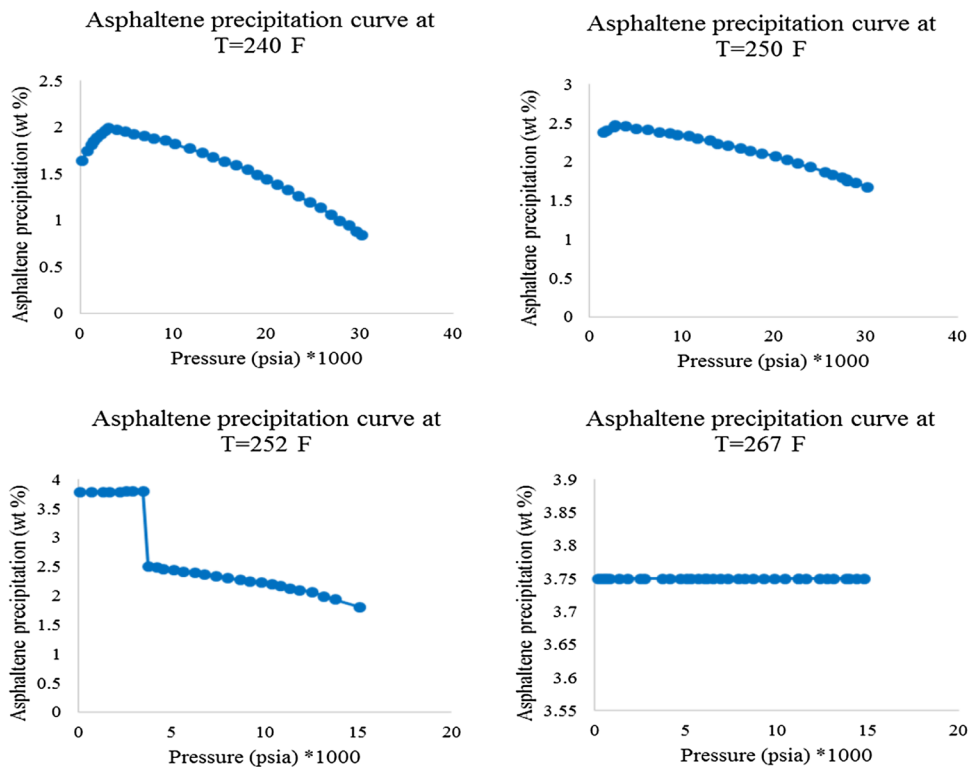 Asphaltene precipitation curve at
T=240 F
Asphaltene precipitation (wt %)
2.5
2
1.5
1
0.5
0
0 10 20 30 40
Pressure (psia) *1000
Asphaltene precipitation curve at
T=250 F
Asphaltene precipitation (wt %)
3
2.5
2
1.5
1
0.5
0
0 10 20 30 40
Pressure (psia) *1000
Asphaltene precipitation curve at
T=252 F
Asphaltene precipitation (wt %)
4
3.5
3
2.5
2
1.5
1
0.5
0
0 5 10 15 20
Pressure (psia) *1000
Asphaltene precipitation curve at
T=267 F
Asphaltene precipitation (wt %)
3.9
3.85
3.8
3.75
3.7
3.65
3.6
3.55
0 5 10 15 20
Pressure (psia) *1000